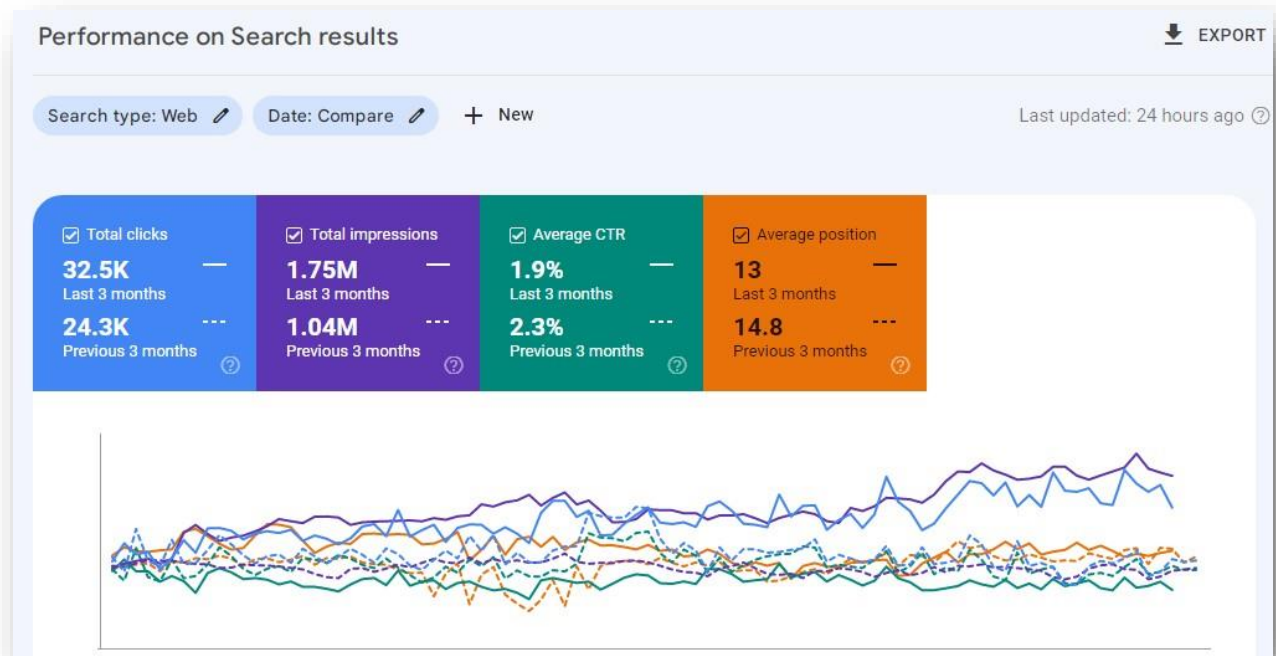 Performance on Search results
EXPORT
Search type: Web
Date: Compare
+ New
Last updated: 24 hours ago
Total clicks
32.5K
Last 3 months
24.3K
Previous 3 months
Total impressions
1.75M
Last 3 months
1.04M
Previous 3 months
Average CTR
1.9%
Last 3 months
2.3%
Previous 3 months
Average position
13
Last 3 months
14.8
Previous 3 months